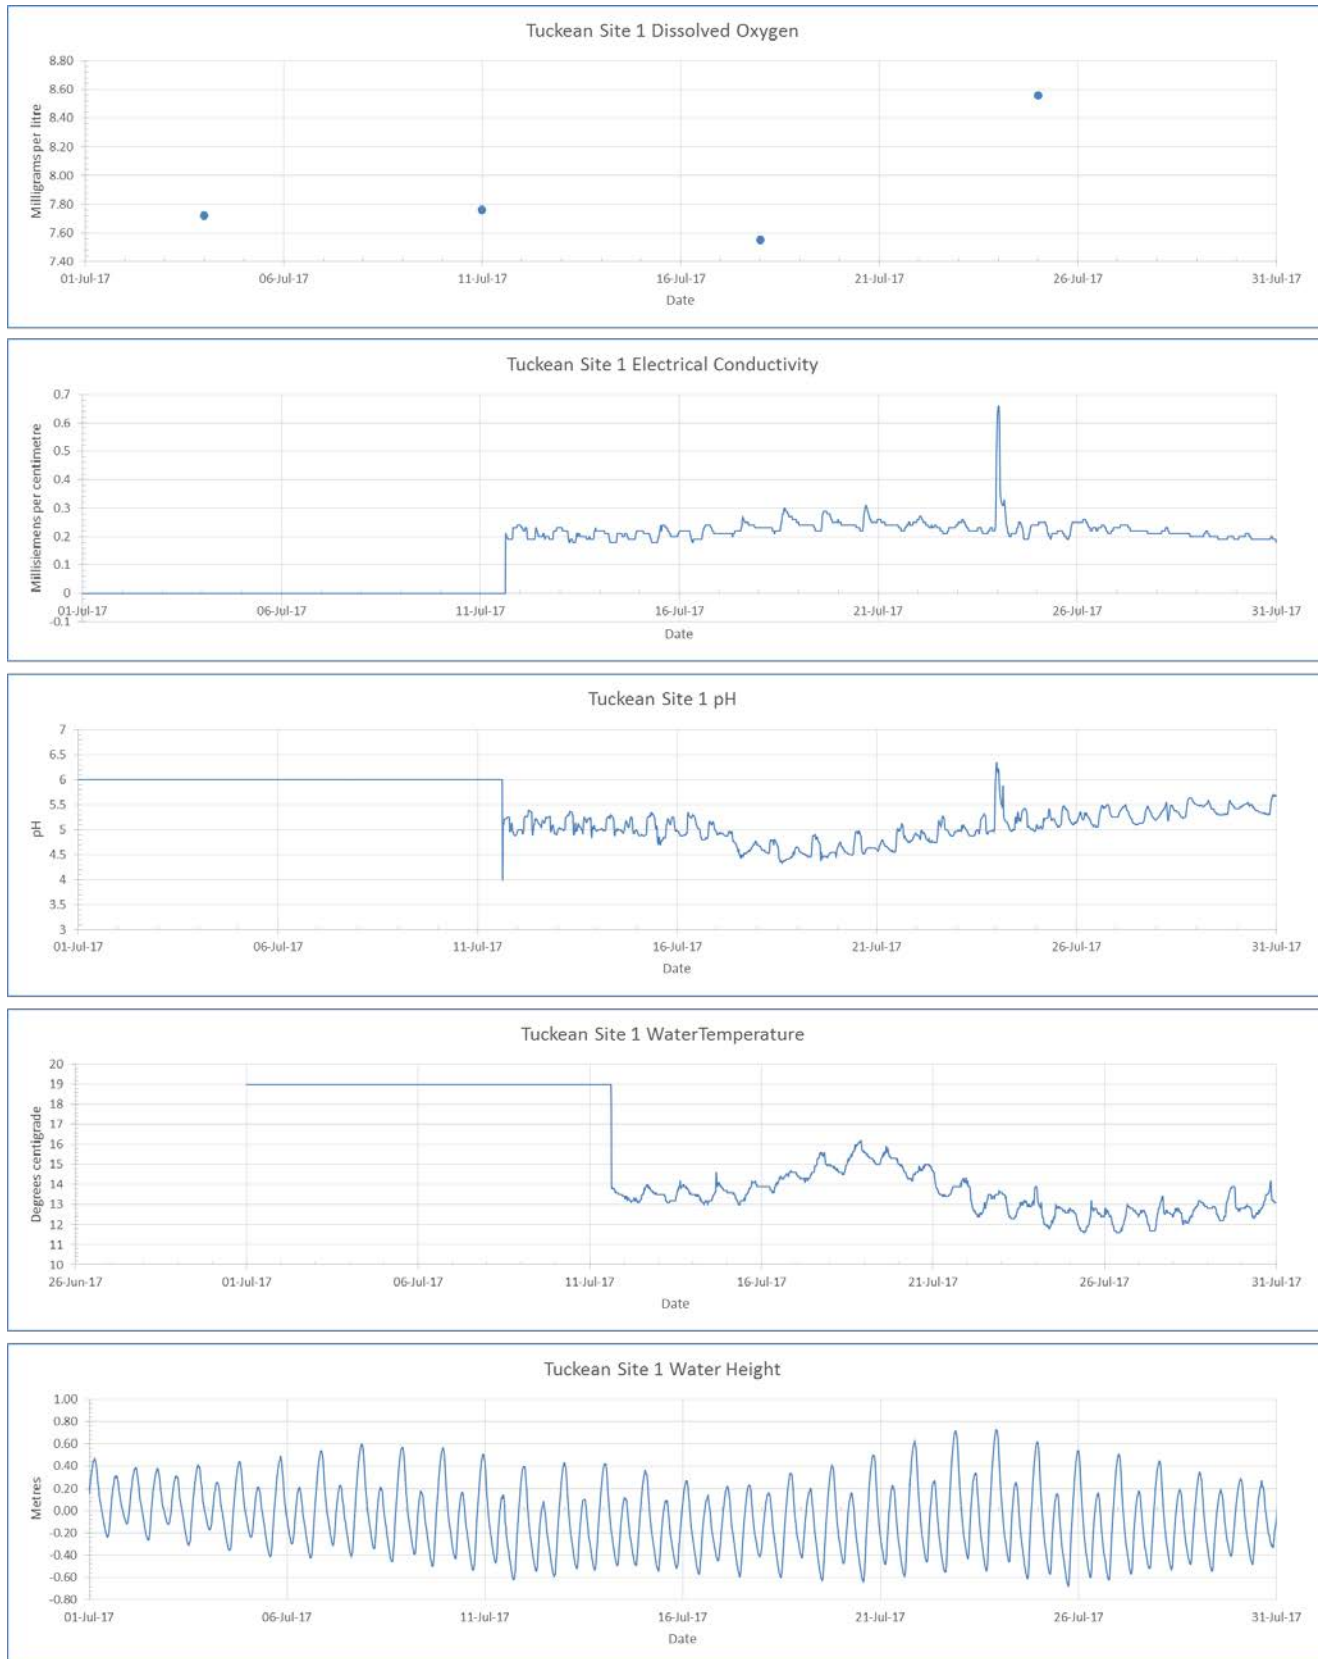 Tuckean Site 1 Dissolved Oxygen
Milligrams per litre
8.80
8.60
8.40
8.20
8.00
7.80
7.60
7.40
01-Jul-17 06-Jul-17 11-Jul-17 16-Jul-17 21-Jul-17 26-Jul-17 31-Jul-17
Date
Tuckean Site 1 Electrical Conductivity
Millisiemens per centimetre
0.7
0.6
0.5
0.4
0.3
0.2
0.1
0
-0.1
01-Jul-17 06-Jul-17 11-Jul-17 16-Jul-17 21-Jul-17 26-Jul-17 31-Jul-17
Date
Tuckean Site 1 pH
pH
7
6.5
6
5.5
5
4.5
4
3.5
3
01-Jul-17 06-Jul-17 11-Jul-17 16-Jul-17 21-Jul-17 26-Jul-17 31-Jul-17
Date
Tuckean Site 1 WaterTemperature
Degrees centigrade
20
19
18
17
16
15
14
13
12
11
10
26-Jun-17 01-Jul-17 06-Jul-17 11-Jul-17 16-Jul-17 21-Jul-17 26-Jul-17 31-Jul-17
Date
Tuckean Site 1 Water Height
Metres
1.00
0.80
0.60
0.40
0.20
0.00
-0.20
-0.40
-0.60
-0.80
01-Jul-17 06-Jul-17 11-Jul-17 16-Jul-17 21-Jul-17 26-Jul-17 31-Jul-17
Date